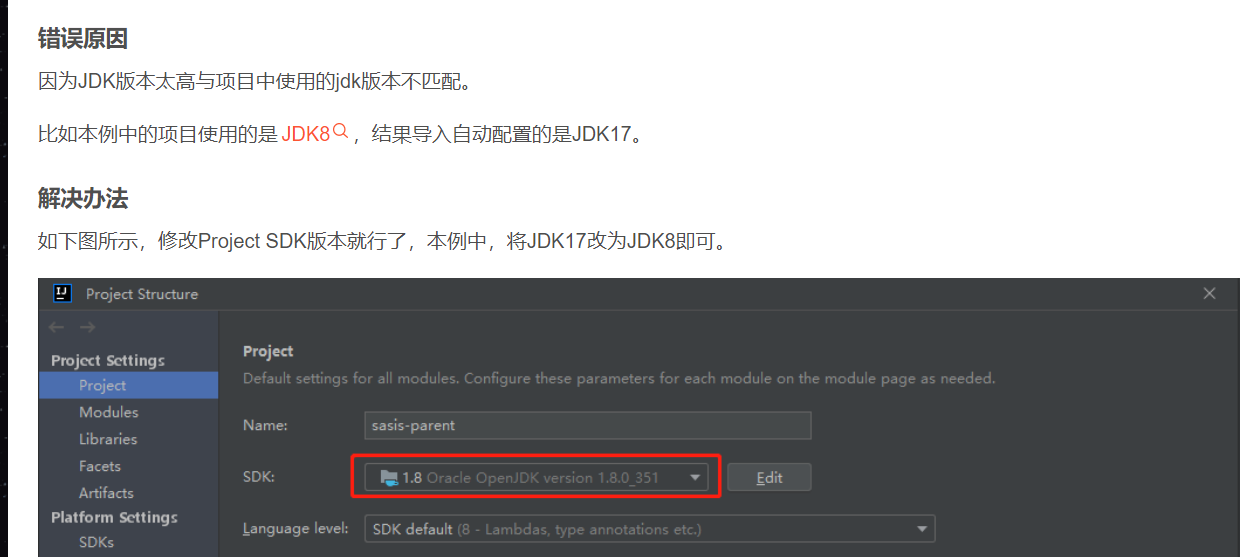 错误原因
因为JDK版本太高与项目中使用的jdk版本不匹配。
比如本例中的项目使用的是 JDK8，结果导入自动配置的是JDK17。
解决办法
如下图所示，修改Project SDK版本就行了，本例中，将JDK17改为JDK8即可。
IJ Project Structure
Project Settings
Project
Modules
Libraries
Facets
Artifacts
Platform Settings
SDKs
Project
Default settings for all modules. Configure these parameters for each module on the module page as needed.
Name: sasis-parent
SDK: 1.8 Oracle OpenJDK version 1.8.0_351 Edit
Language level: SDK default (8 - Lambdas, type annotations etc.)